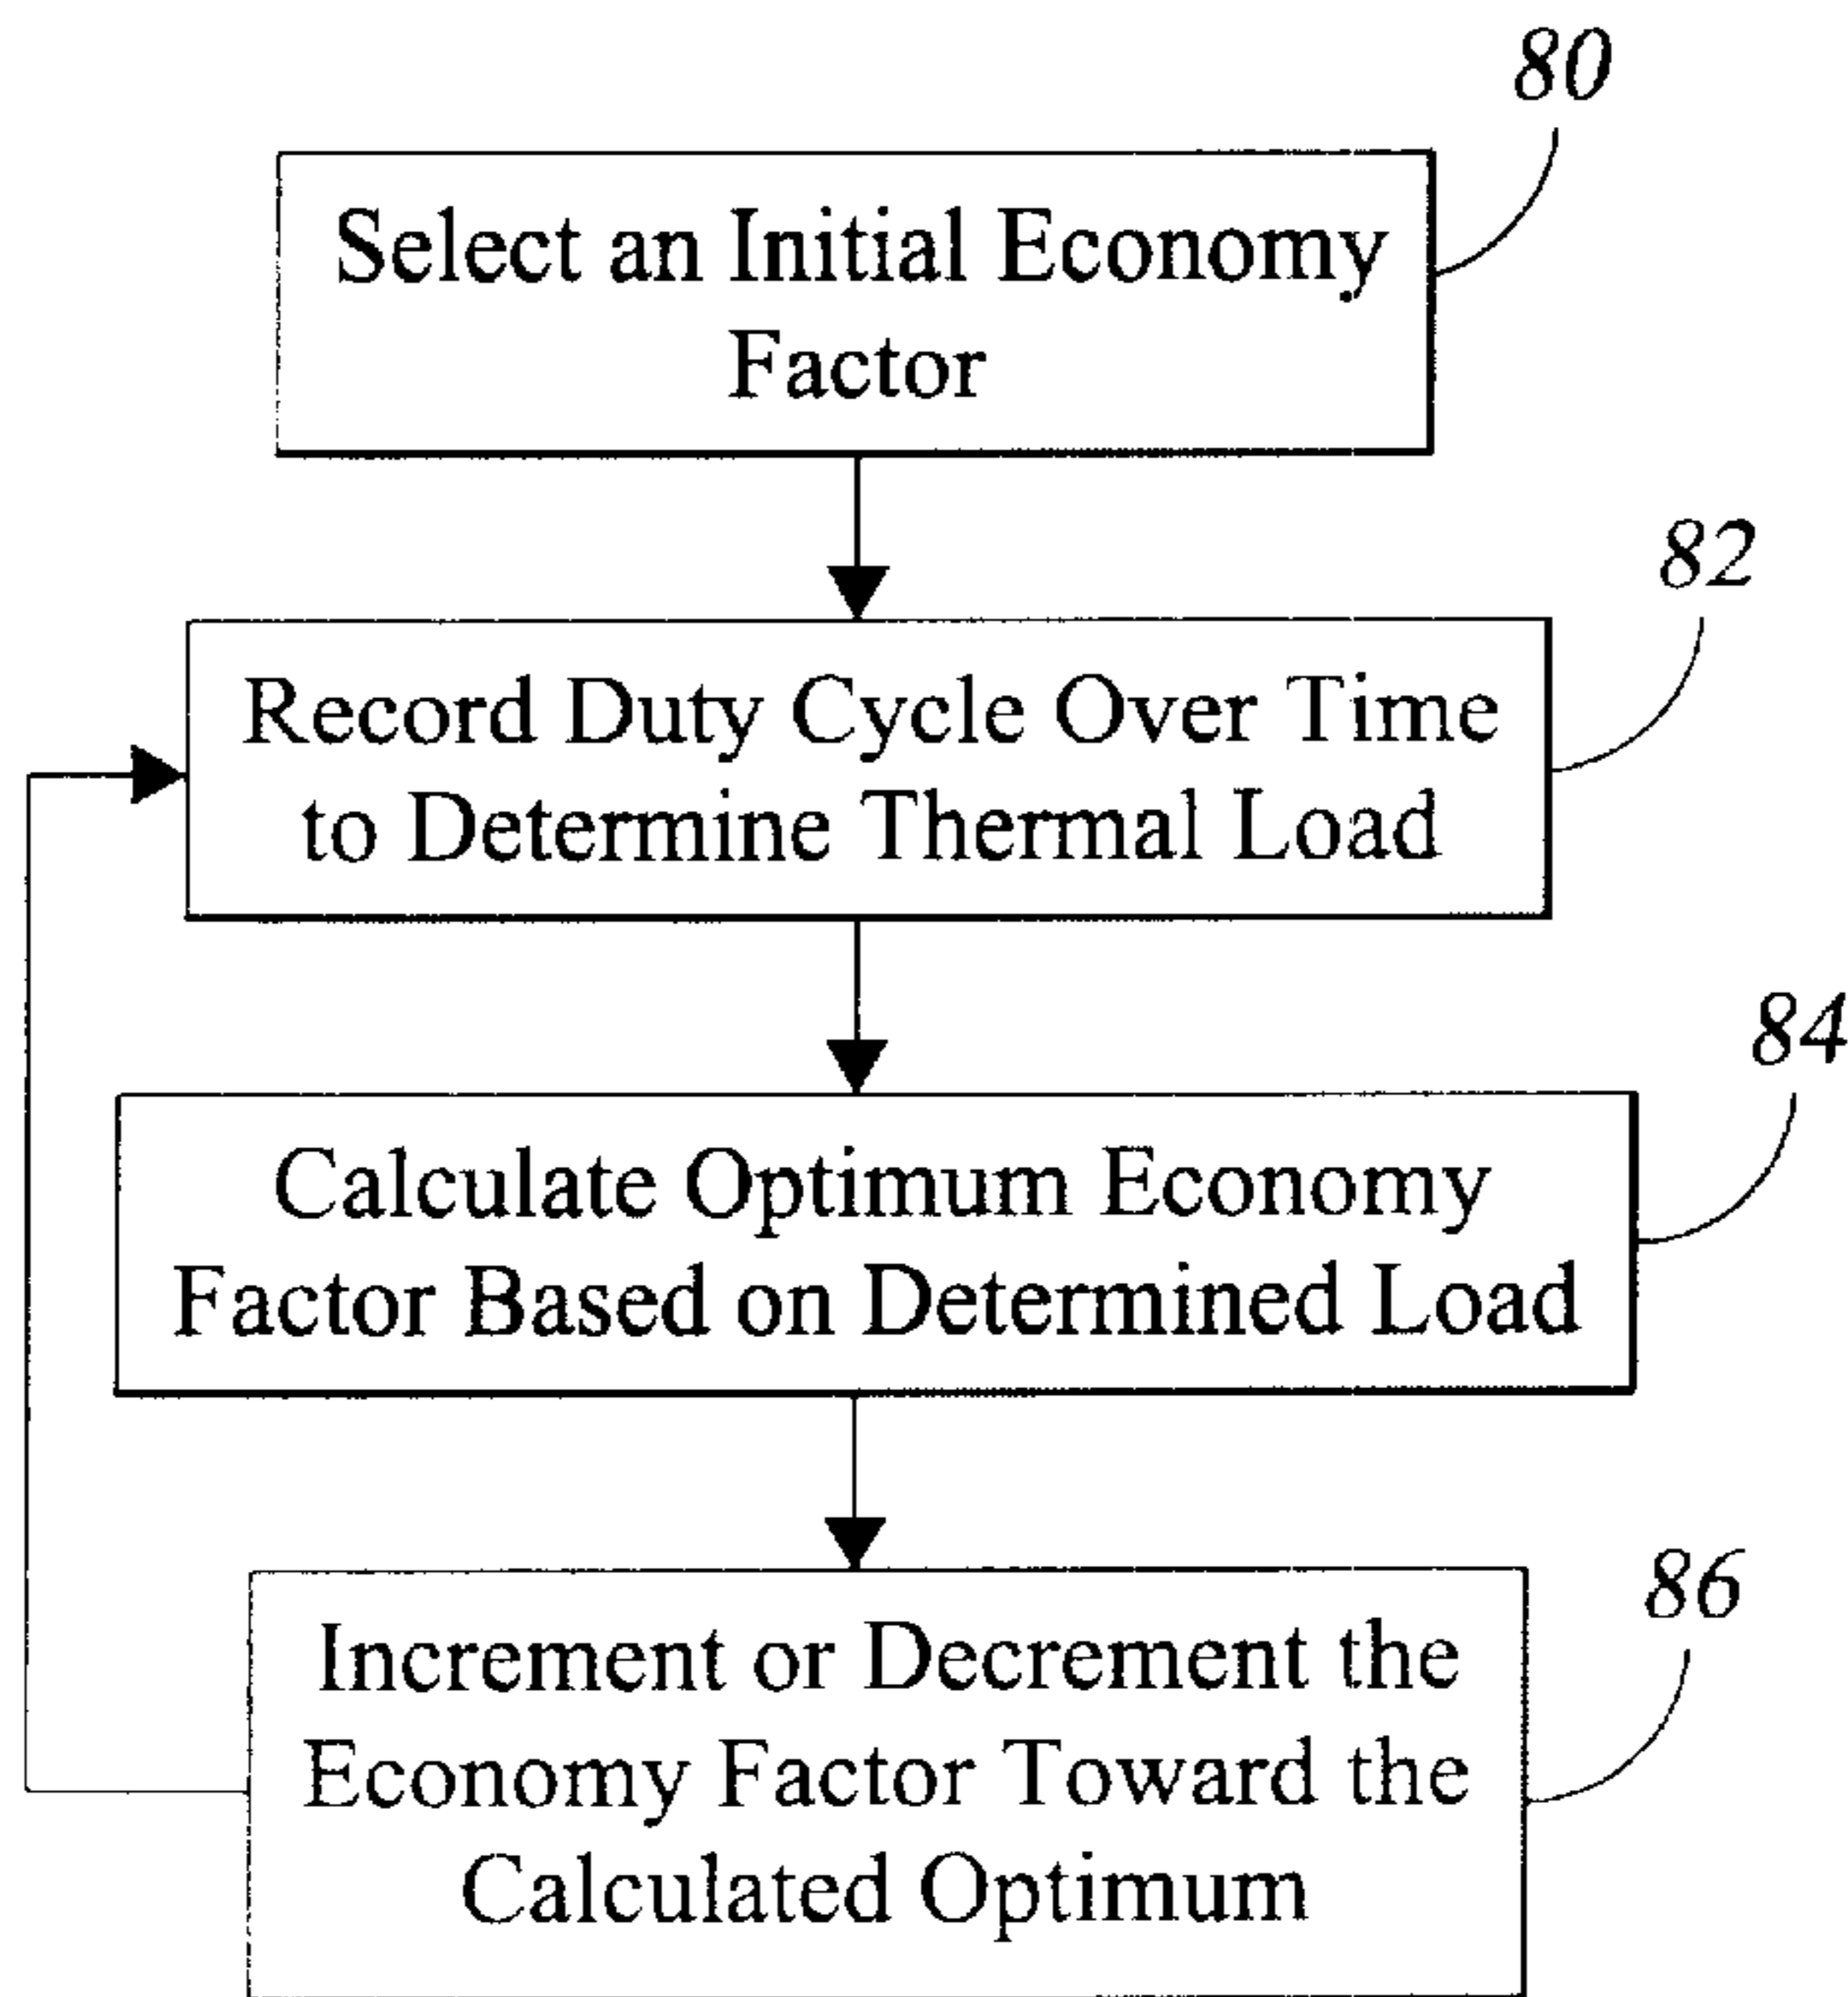 80
Select an Initial Economy
Factor
82
Record Duty Cycle Over Time
to Determine Thermal Load
84
Calculate Optimum Economy
Factor Based on Determined Load
86
Increment or Decrement the
Economy Factor Toward the
Calculated Optimum